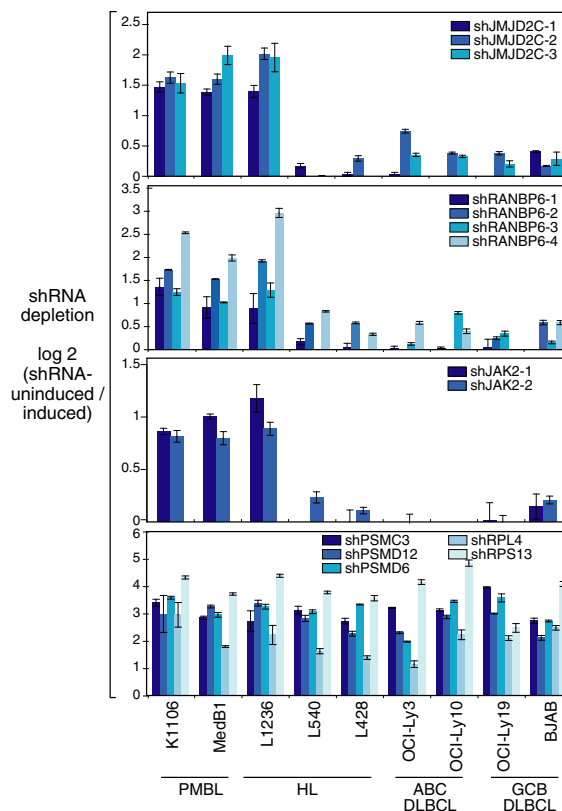 2.5
2
1.5
1
0.5
0
shJMJD2C-1
shJMJD2C-2
shJMJD2C-3
3.5
3
2.5
2
1.5
1
0.5
0
shRANBP6-1
shRANBP6-2
shRANBP6-3
shRANBP6-4
shRNA
depletion
log 2
(shRNA-
uninduced /
induced)
1.5
1
0.5
0
shJAK2-1
shJAK2-2
6
5
4
3
2
1
0
shPSMC3
shPSMD12
shPSMD6
shRPL4
shRPS13
K1106
MedB1
L1236
L540
L428
OCI-Ly3
OCI-Ly10
OCI-Ly19
BJAB
PMBL
HL
ABC
DLBCL
GCB
DLBCL